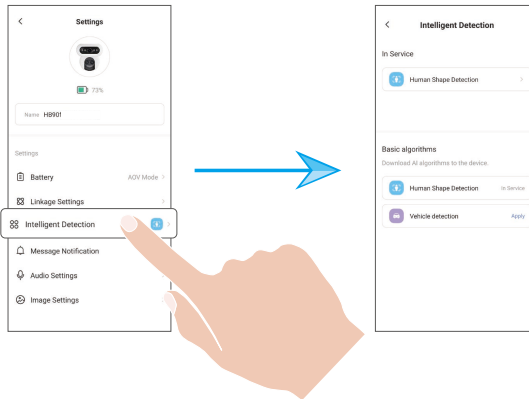 Settings
73%
Name HB901
Settings
Battery AOV Mode
Linkage Settings
Intelligent Detection
Message Notification
Audio Settings
Image Settings
Intelligent Detection
In Service
Human Shape Detection
Basic algorithms
Download AI algorithms to the device.
Human Shape Detection In Service
Vehicle detection Apply